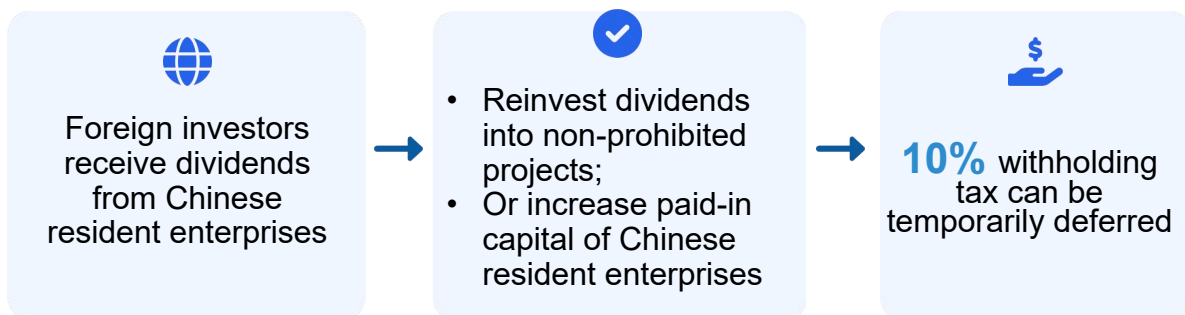 Foreign investors
receive dividends
from Chinese
resident enterprises
• Reinvest dividends
into non-prohibited
projects;
• Or increase paid-in
capital of Chinese
resident enterprises
$
10% withholding
tax can be
temporarily deferred